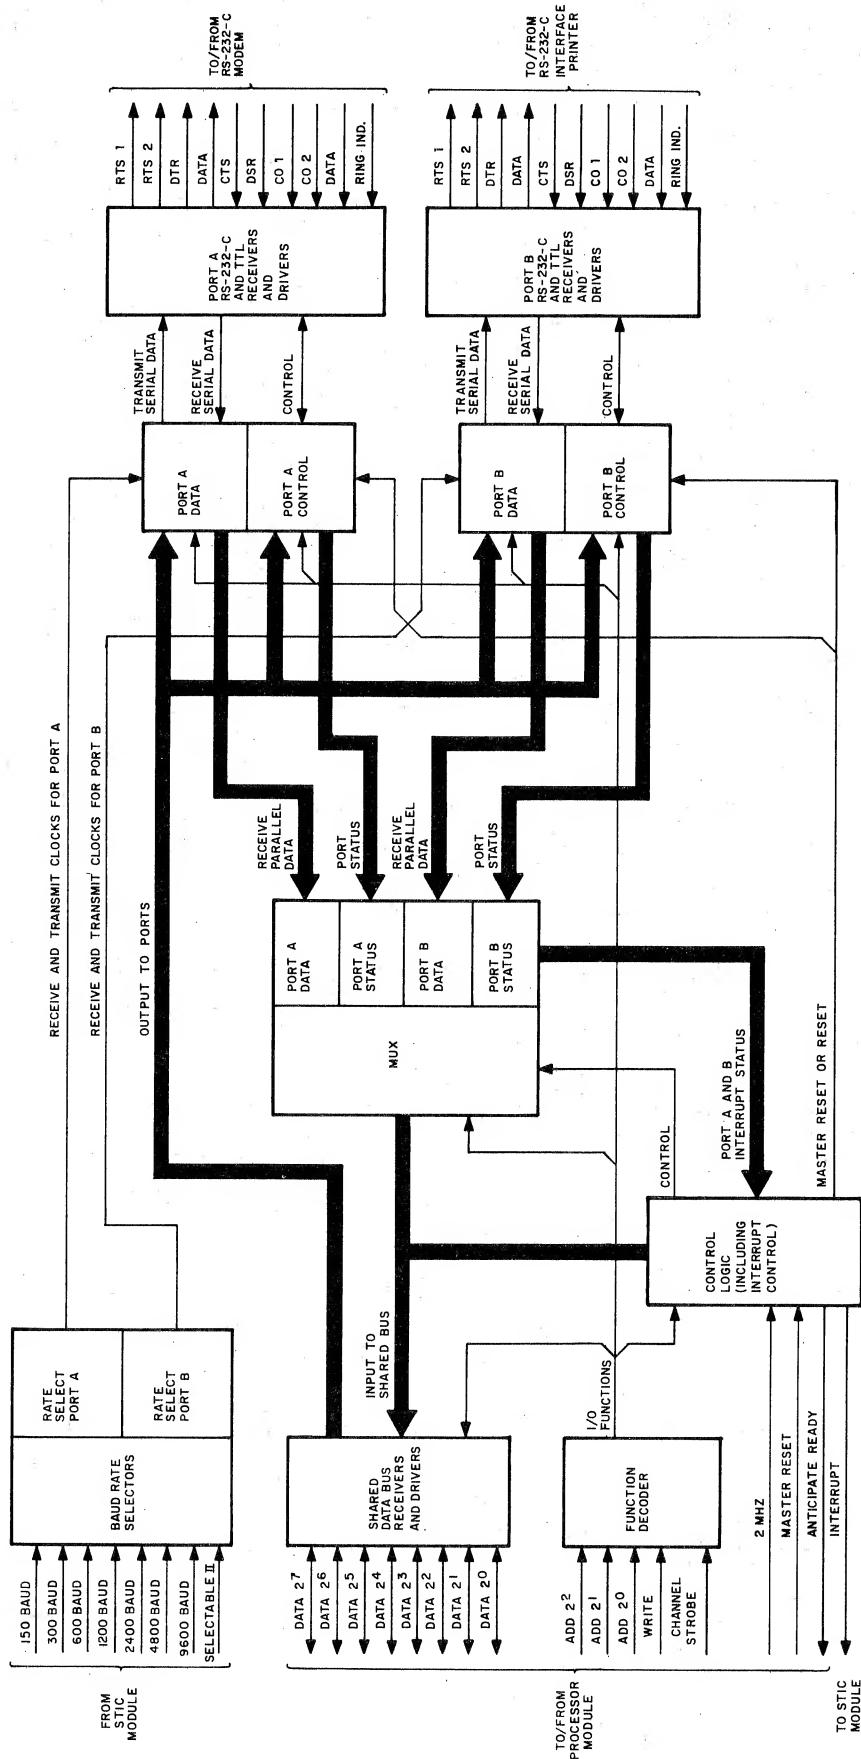 FROM
STIC
MODULE
150 BAUD
300 BAUD
600 BAUD
1200 BAUD
2400 BAUD
4800 BAUD
9600 BAUD
SELECTABLE II
BAUD RATE
SELECTORS
RATE
SELECT
PORT A
RATE
SELECT
PORT B
RECEIVE AND TRANSMIT CLOCKS FOR PORT A
RECEIVE AND TRANSMIT CLOCKS FOR PORT B
OUTPUT TO PORTS
TO/FROM
PROCESSOR
MODULE
DATA 2⁷
DATA 2⁶
DATA 2⁵
DATA 2⁴
DATA 2³
DATA 2²
DATA 2¹
DATA 2⁰
SHARED
DATA BUS
RECEIVERS
AND DRIVERS
INPUT TO
SHARED BUS
ADD 2²
ADD 2¹
ADD 2⁰
WRITE
CHANNEL
STROBE
FUNCTION
DECODER
I/O
FUNCTIONS
2 MHZ
MASTER RESET
ANTICIPATE READY
INTERRUPT
TO STIC
MODULE
CONTROL
LOGIC
(INCLUDING
INTERRUPT
CONTROL)
CONTROL
PORT A AND B
INTERRUPT STATUS
MASTER RESET OR RESET
MUX
PORT A
DATA
PORT A
STATUS
PORT B
DATA
PORT B
STATUS
RECEIVE
PARALLEL
DATA
PORT
STATUS
RECEIVE
PARALLEL
DATA
PORT
STATUS
PORT A
DATA
PORT A
CONTROL
PORT B
DATA
PORT B
CONTROL
TRANSMIT
SERIAL DATA
RECEIVE
SERIAL DATA
CONTROL
TRANSMIT
SERIAL DATA
RECEIVE
SERIAL DATA
CONTROL
PORT A
RS-232-C
AND TTL
RECEIVERS
AND
DRIVERS
PORT B
RS-232-C
AND TTL
RECEIVERS
AND
DRIVERS
RTS 1
RTS 2
DTR
DATA
CTS
DSR
CO 1
CO 2
DATA
RING IND.
TO/FROM
RS-232-C
MODEM
RTS 1
RTS 2
DTR
DATA
CTS
DSR
CO 1
CO 2
DATA
RING IND.
TO/FROM
RS-232-C
INTERFACE
PRINTER